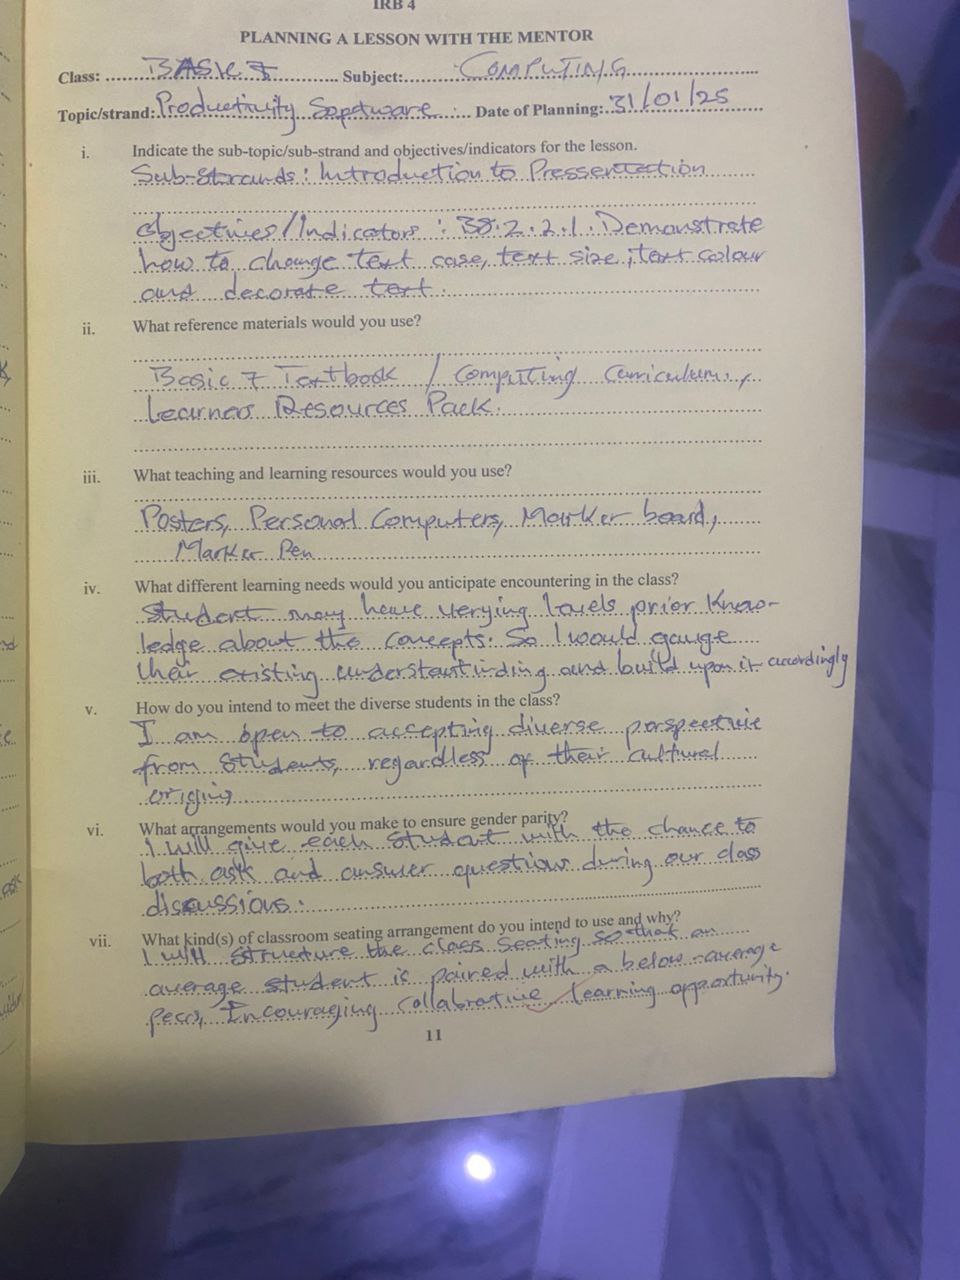 IRB 4
PLANNING A LESSON WITH THE MENTOR
Class: BASIC 7 Subject: COMPUTING
Topic/strand: Productivity Sopetware Date of Planning: 31/01/25
i. Indicate the sub-topic/sub-strand and objectives/indicators for the lesson.
Sub-Strands: Introduction to Pressentation
Objectives/Indicators: B8.2.2.1. Demonstrate
how to change text case, text size, text colour
and decorate text.
ii. What reference materials would you use?
Basic 7 Textbook / Computing Curriculum,
Learners Resources Pack.
iii. What teaching and learning resources would you use?
Posters, Personal Computers, Marker board,
Marker Pen
iv. What different learning needs would you anticipate encountering in the class?
Student may have verying levels prior Know-
ledge about the concepts. So I would gauge
their existing and build upon it accordingly
v. How do you intend to meet the diverse students in the class?
I am open to accepting diverse perspective
from Students, regardless of their cultural
origins
vi. What arrangements would you make to ensure gender parity?
I will give each student with the chance to
both ask and answer questions during our class
discussions.
vii. What kind(s) of classroom seating arrangement do you intend to use and why?
I will structure the class seating so that an
average student is paired with a below-average
peer, Encouraging collabrative learning opportunity.
11